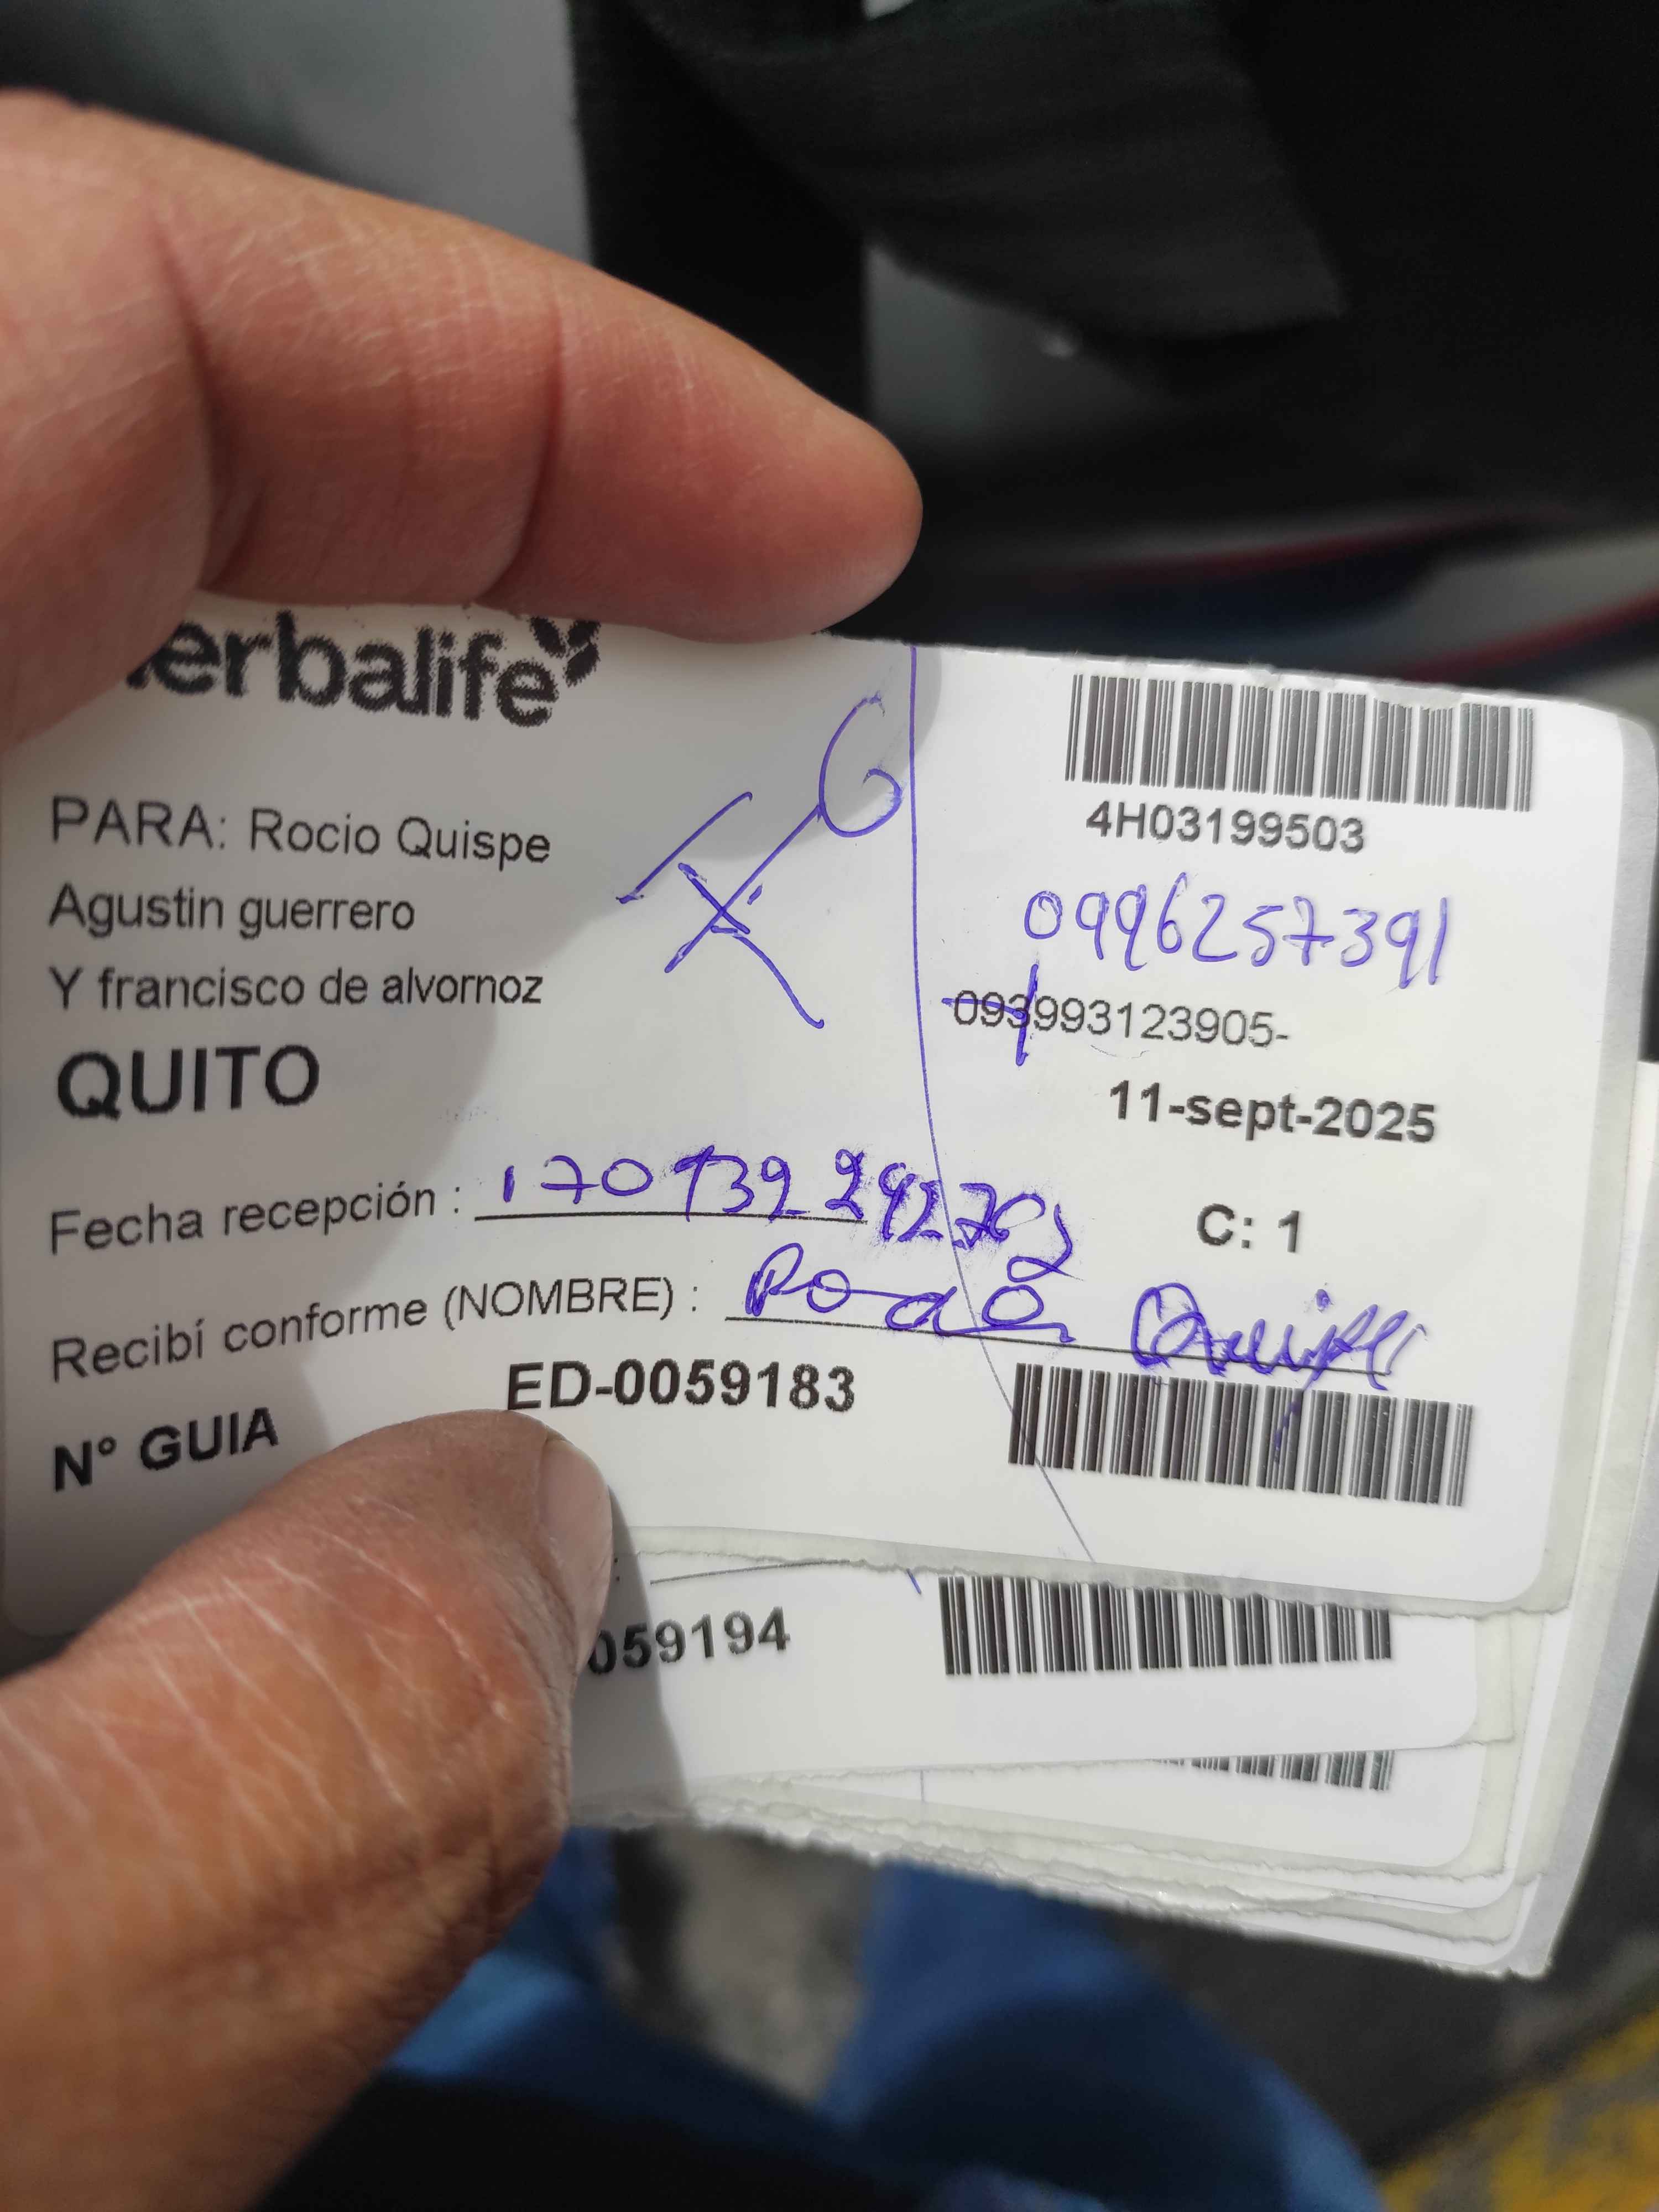 erbalife
PARA: Rocio Quispe
Agustin guerrero
Y francisco de alvornoz
QUITO
4H03199503
0996257391
093993123905-
11-sept-2025
C: 1
Fecha recepción :
Recibí conforme (NOMBRE) : Quispe
N° GUIA ED-0059183
059194